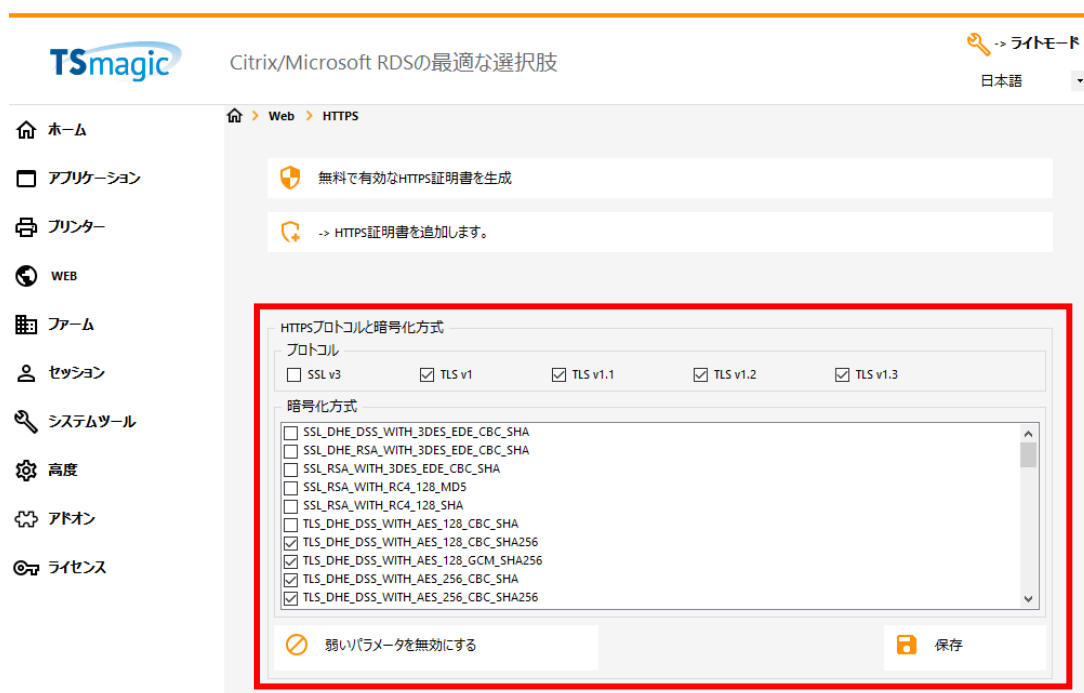 TSmagic
Citrix/Microsoft RDSの最適な選択肢
-> ライトモード
日本語
ホーム
アプリケーション
プリンター
WEB
ファーム
セッション
システムツール
高度
アドオン
ライセンス
Web > HTTPS
無料で有効なHTTPS証明書を生成
-> HTTPS証明書を追加します。
HTTPSプロトコルと暗号化方式
プロトコル
SSL v3 TLS v1 TLS v1.1 TLS v1.2 TLS v1.3
暗号化方式
SSL_DHE_DSS_WITH_3DES_EDE_CBC_SHA
SSL_DHE_RSA_WITH_3DES_EDE_CBC_SHA
SSL_RSA_WITH_3DES_EDE_CBC_SHA
SSL_RSA_WITH_RC4_128_MD5
SSL_RSA_WITH_RC4_128_SHA
TLS_DHE_DSS_WITH_AES_128_CBC_SHA
TLS_DHE_DSS_WITH_AES_128_CBC_SHA256
TLS_DHE_DSS_WITH_AES_128_GCM_SHA256
TLS_DHE_DSS_WITH_AES_256_CBC_SHA
TLS_DHE_DSS_WITH_AES_256_CBC_SHA256
弱いパラメータを無効にする
保存